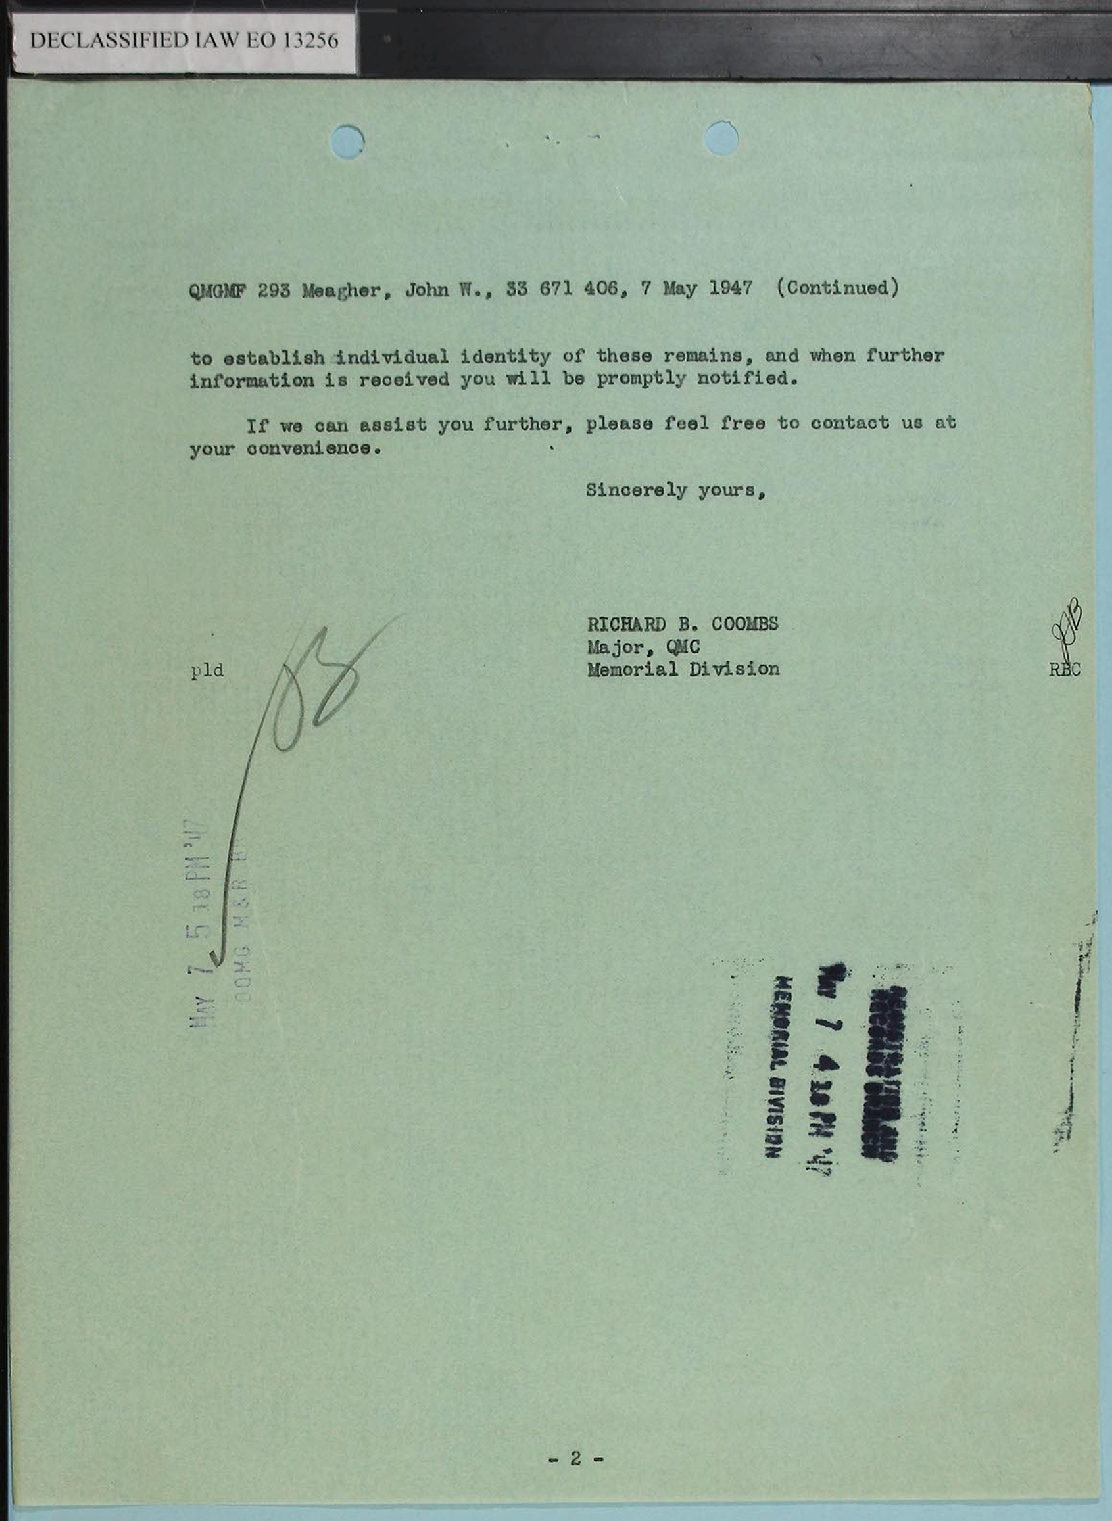 DECLASSIFIED IAW EO 13256
QMGMF 293 Meagher, John W., 33 671 406, 7 May 1947 (Continued)
to establish individual identity of these remains, and when further
information is received you will be promptly notified.
If we can assist you further, please feel free to contact us at
your convenience.
Sincerely yours,
RICHARD B. COOMBS
Major, QMC
Memorial Division
pld
RBC
MAY 7 5 18 PM '47
OQMG M&R
MAY 7 4 10 PM '47
MEMORIAL DIVISION
- 2 -